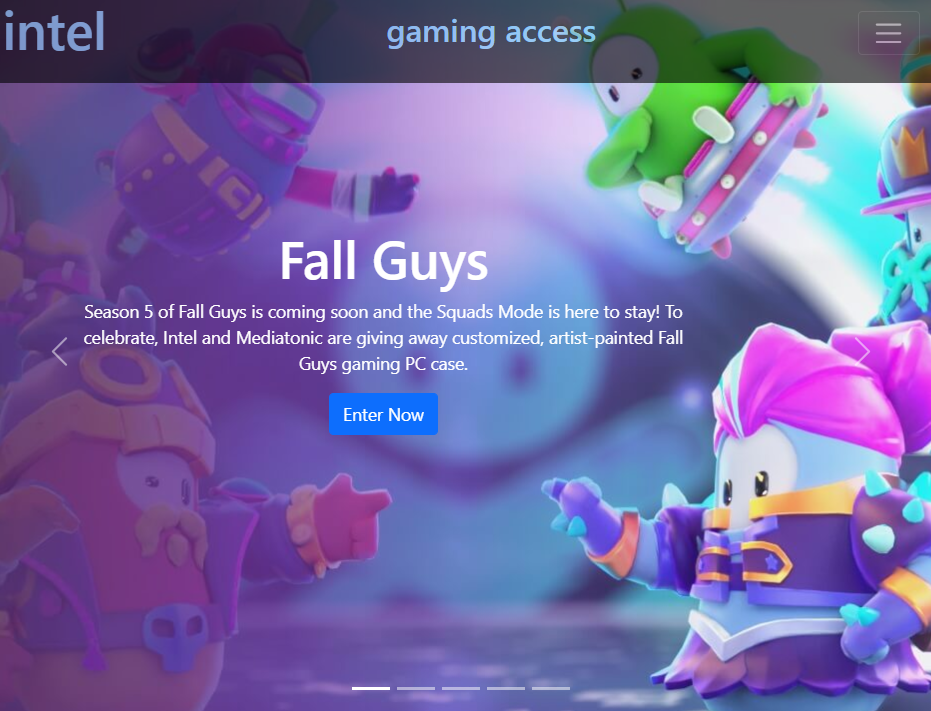 intel
gaming access
Fall Guys
Season 5 of Fall Guys is coming soon and the Squads Mode is here to stay! To
celebrate, Intel and Mediatonic are giving away customized, artist-painted Fall
Guys gaming PC case.
Enter Now